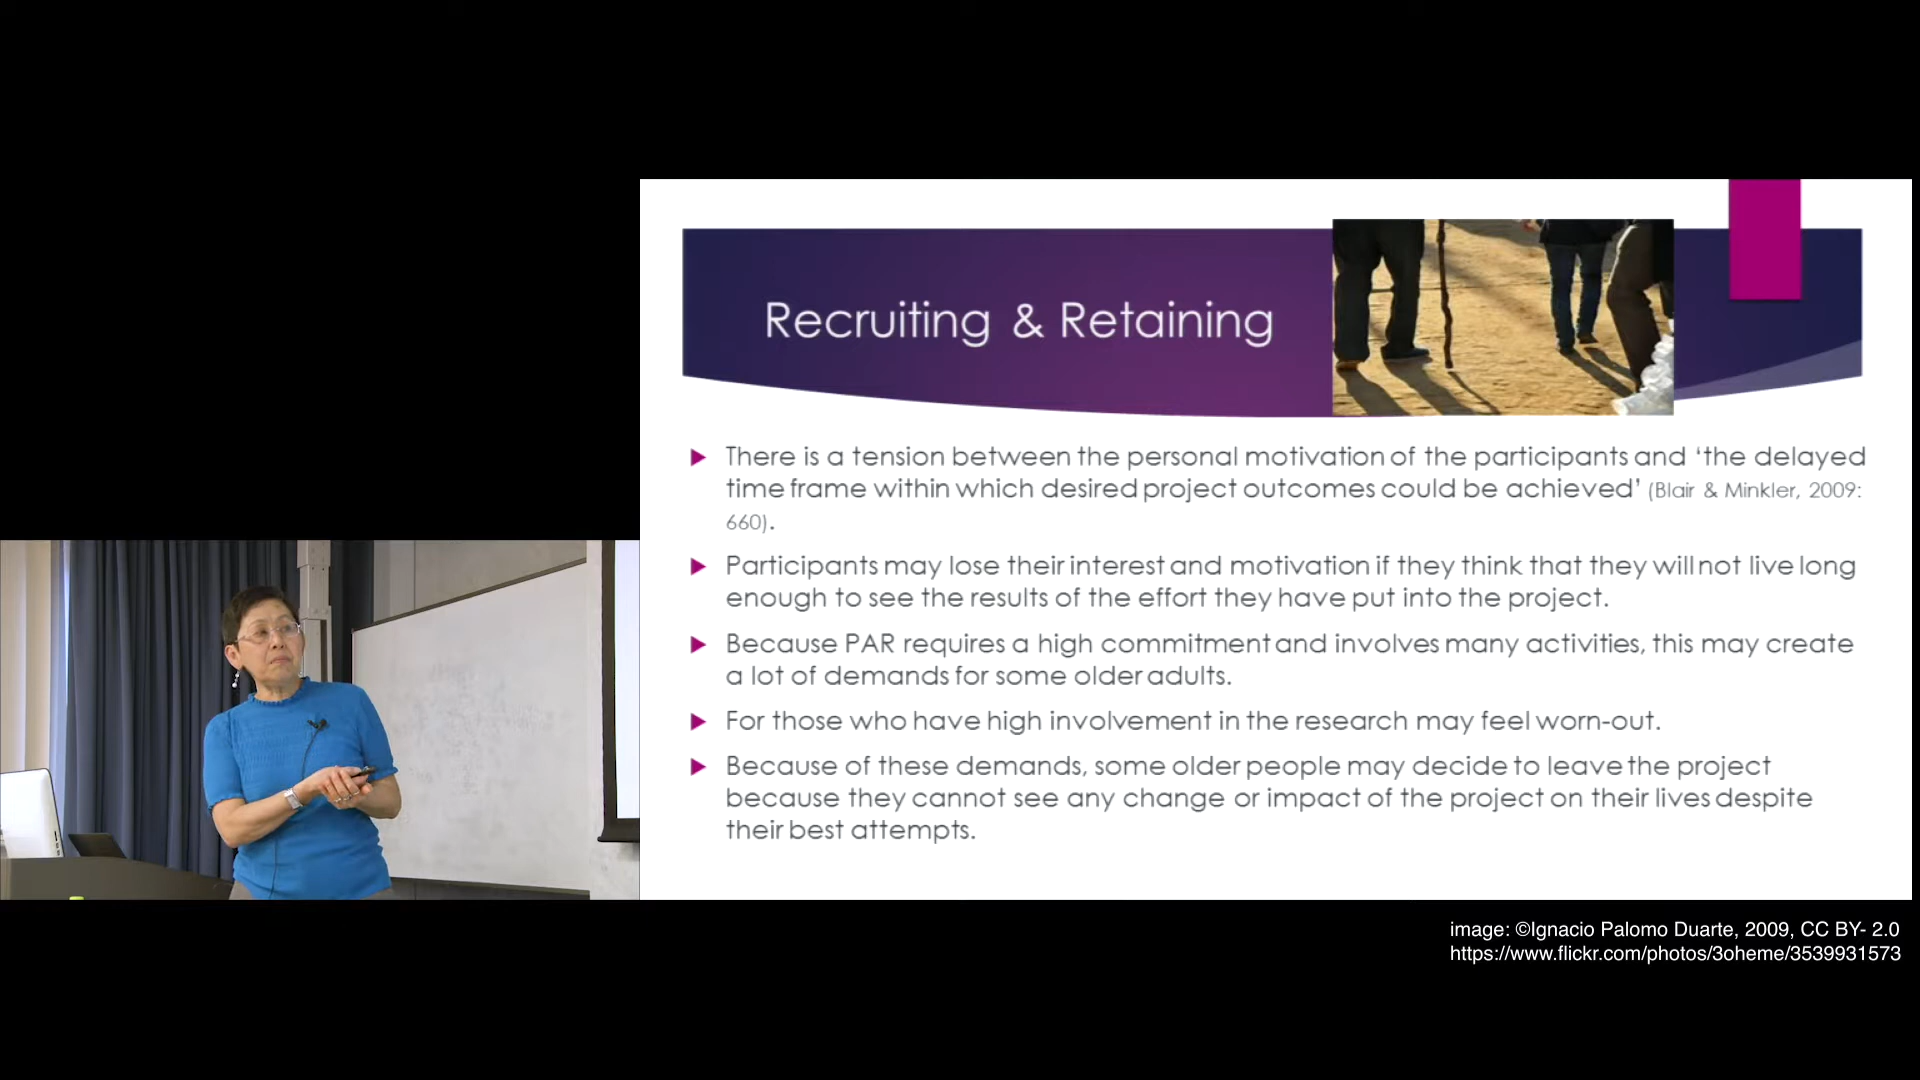 Recruiting & Retaining
There is a tension between the personal motivation of the participants and ‘the delayed
time frame within which desired project outcomes could be achieved’ (Blair & Minkler, 2009:
660).
Participants may lose their interest and motivation if they think that they will not live long
enough to see the results of the effort they have put into the project.
Because PAR requires a high commitment and involves many activities, this may create
a lot of demands for some older adults.
For those who have high involvement in the research may feel worn-out.
Because of these demands, some older people may decide to leave the project
because they cannot see any change or impact of the project on their lives despite
their best attempts.
image: ©Ignacio Palomo Duarte, 2009, CC BY- 2.0
https://www.flickr.com/photos/3oheme/3539931573